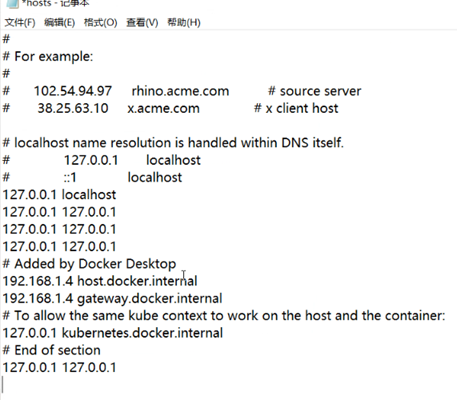 *hosts - 记事本
文件(F) 编辑(E) 格式(O) 查看(V) 帮助(H)
#
# For example:
#
# 102.54.94.97 rhino.acme.com # source server
# 38.25.63.10 x.acme.com # x client host
# localhost name resolution is handled within DNS itself.
# 127.0.0.1 localhost
# ::1 localhost
127.0.0.1 localhost
127.0.0.1 127.0.0.1
127.0.0.1 127.0.0.1
127.0.0.1 127.0.0.1
# Added by Docker Desktop
192.168.1.4 host.docker.internal
192.168.1.4 gateway.docker.internal
# To allow the same kube context to work on the host and the container:
127.0.0.1 kubernetes.docker.internal
# End of section
127.0.0.1 127.0.0.1